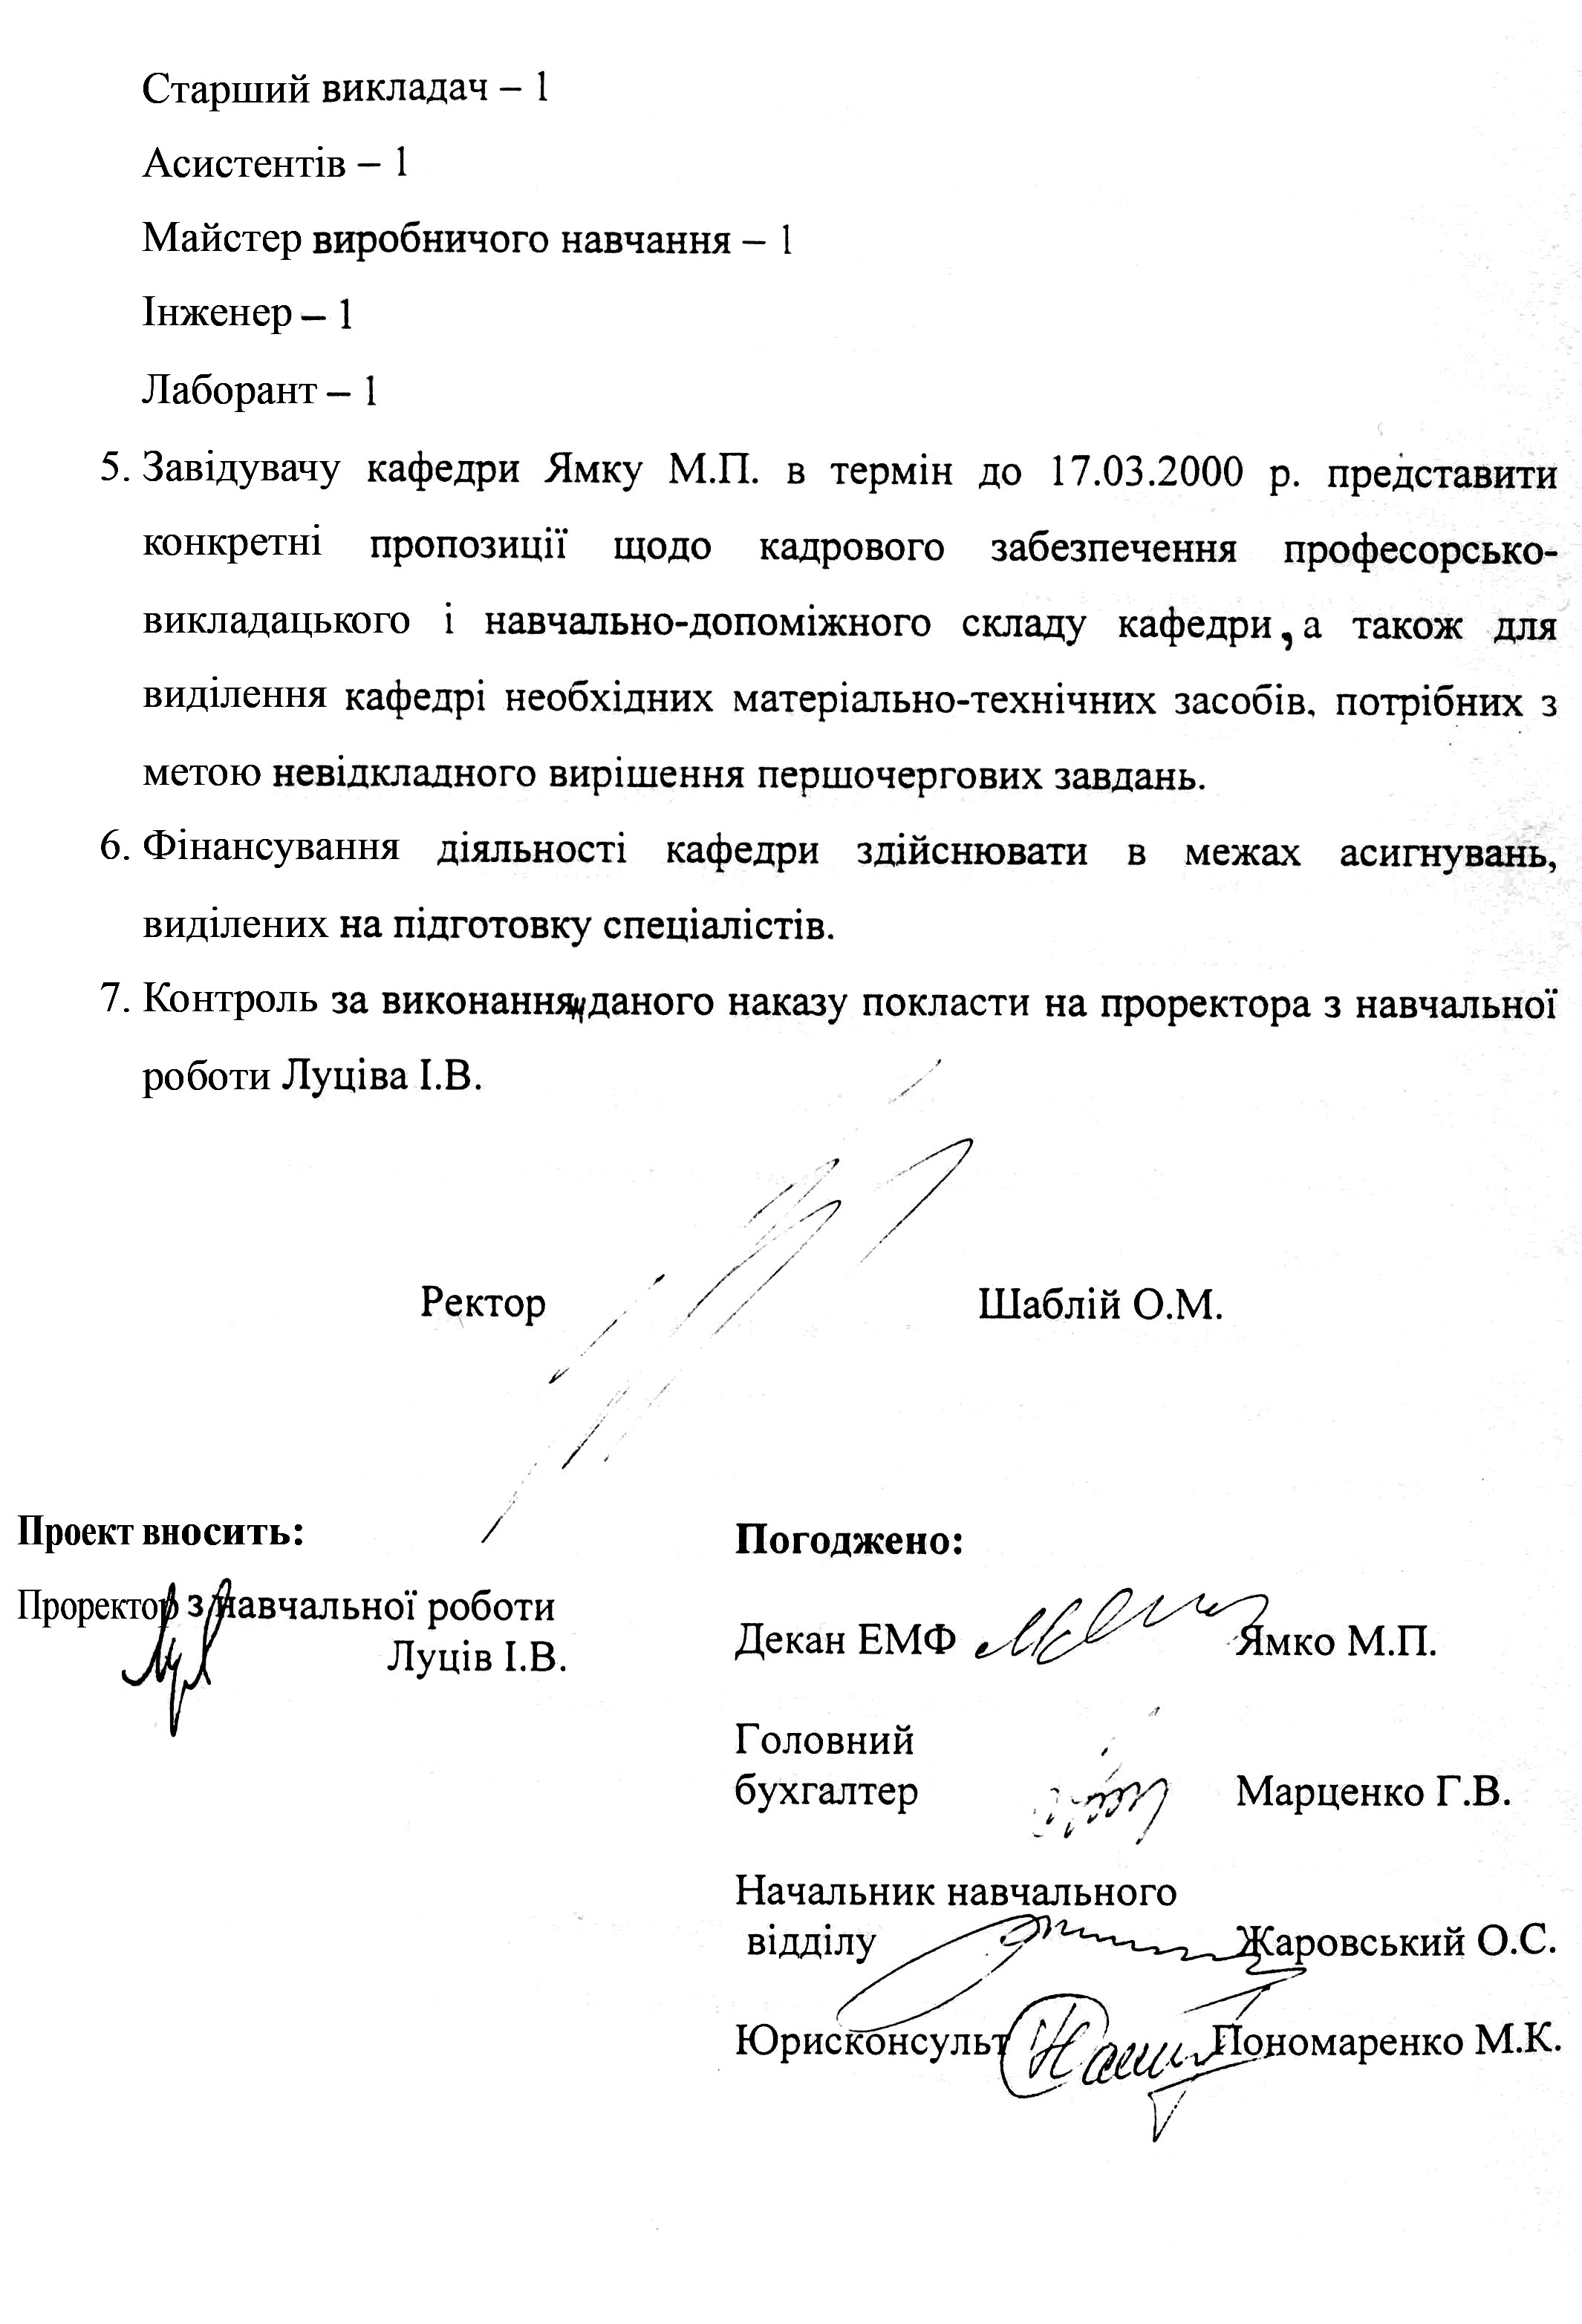 Старший викладач – 1
Асистентів – 1
Майстер виробничого навчання – 1
Інженер – 1
Лаборант – 1
5. Завідувачу кафедри Ямку М.П. в термін до 17.03.2000 р. представити
конкретні пропозиції щодо кадрового забезпечення професорсько-
викладацького і навчально-допоміжного складу кафедри, а також для
виділення кафедрі необхідних матеріально-технічних засобів, потрібних з
метою невідкладного вирішення першочергових завдань.
6. Фінансування діяльності кафедри здійснювати в межах асигнувань,
виділених на підготовку спеціалістів.
7. Контроль за виконання даного наказу покласти на проректора з навчальної
роботи Луціва І.В.
Ректор Шаблій О.М.
Проект вносить:
Проректор з навчальної роботи
Луців І.В.
Погоджено:
Декан ЕМФ Ямко М.П.
Головний
бухгалтер Марценко Г.В.
Начальник навчального
відділу Жаровський О.С.
Юрисконсульт Пономаренко М.К.